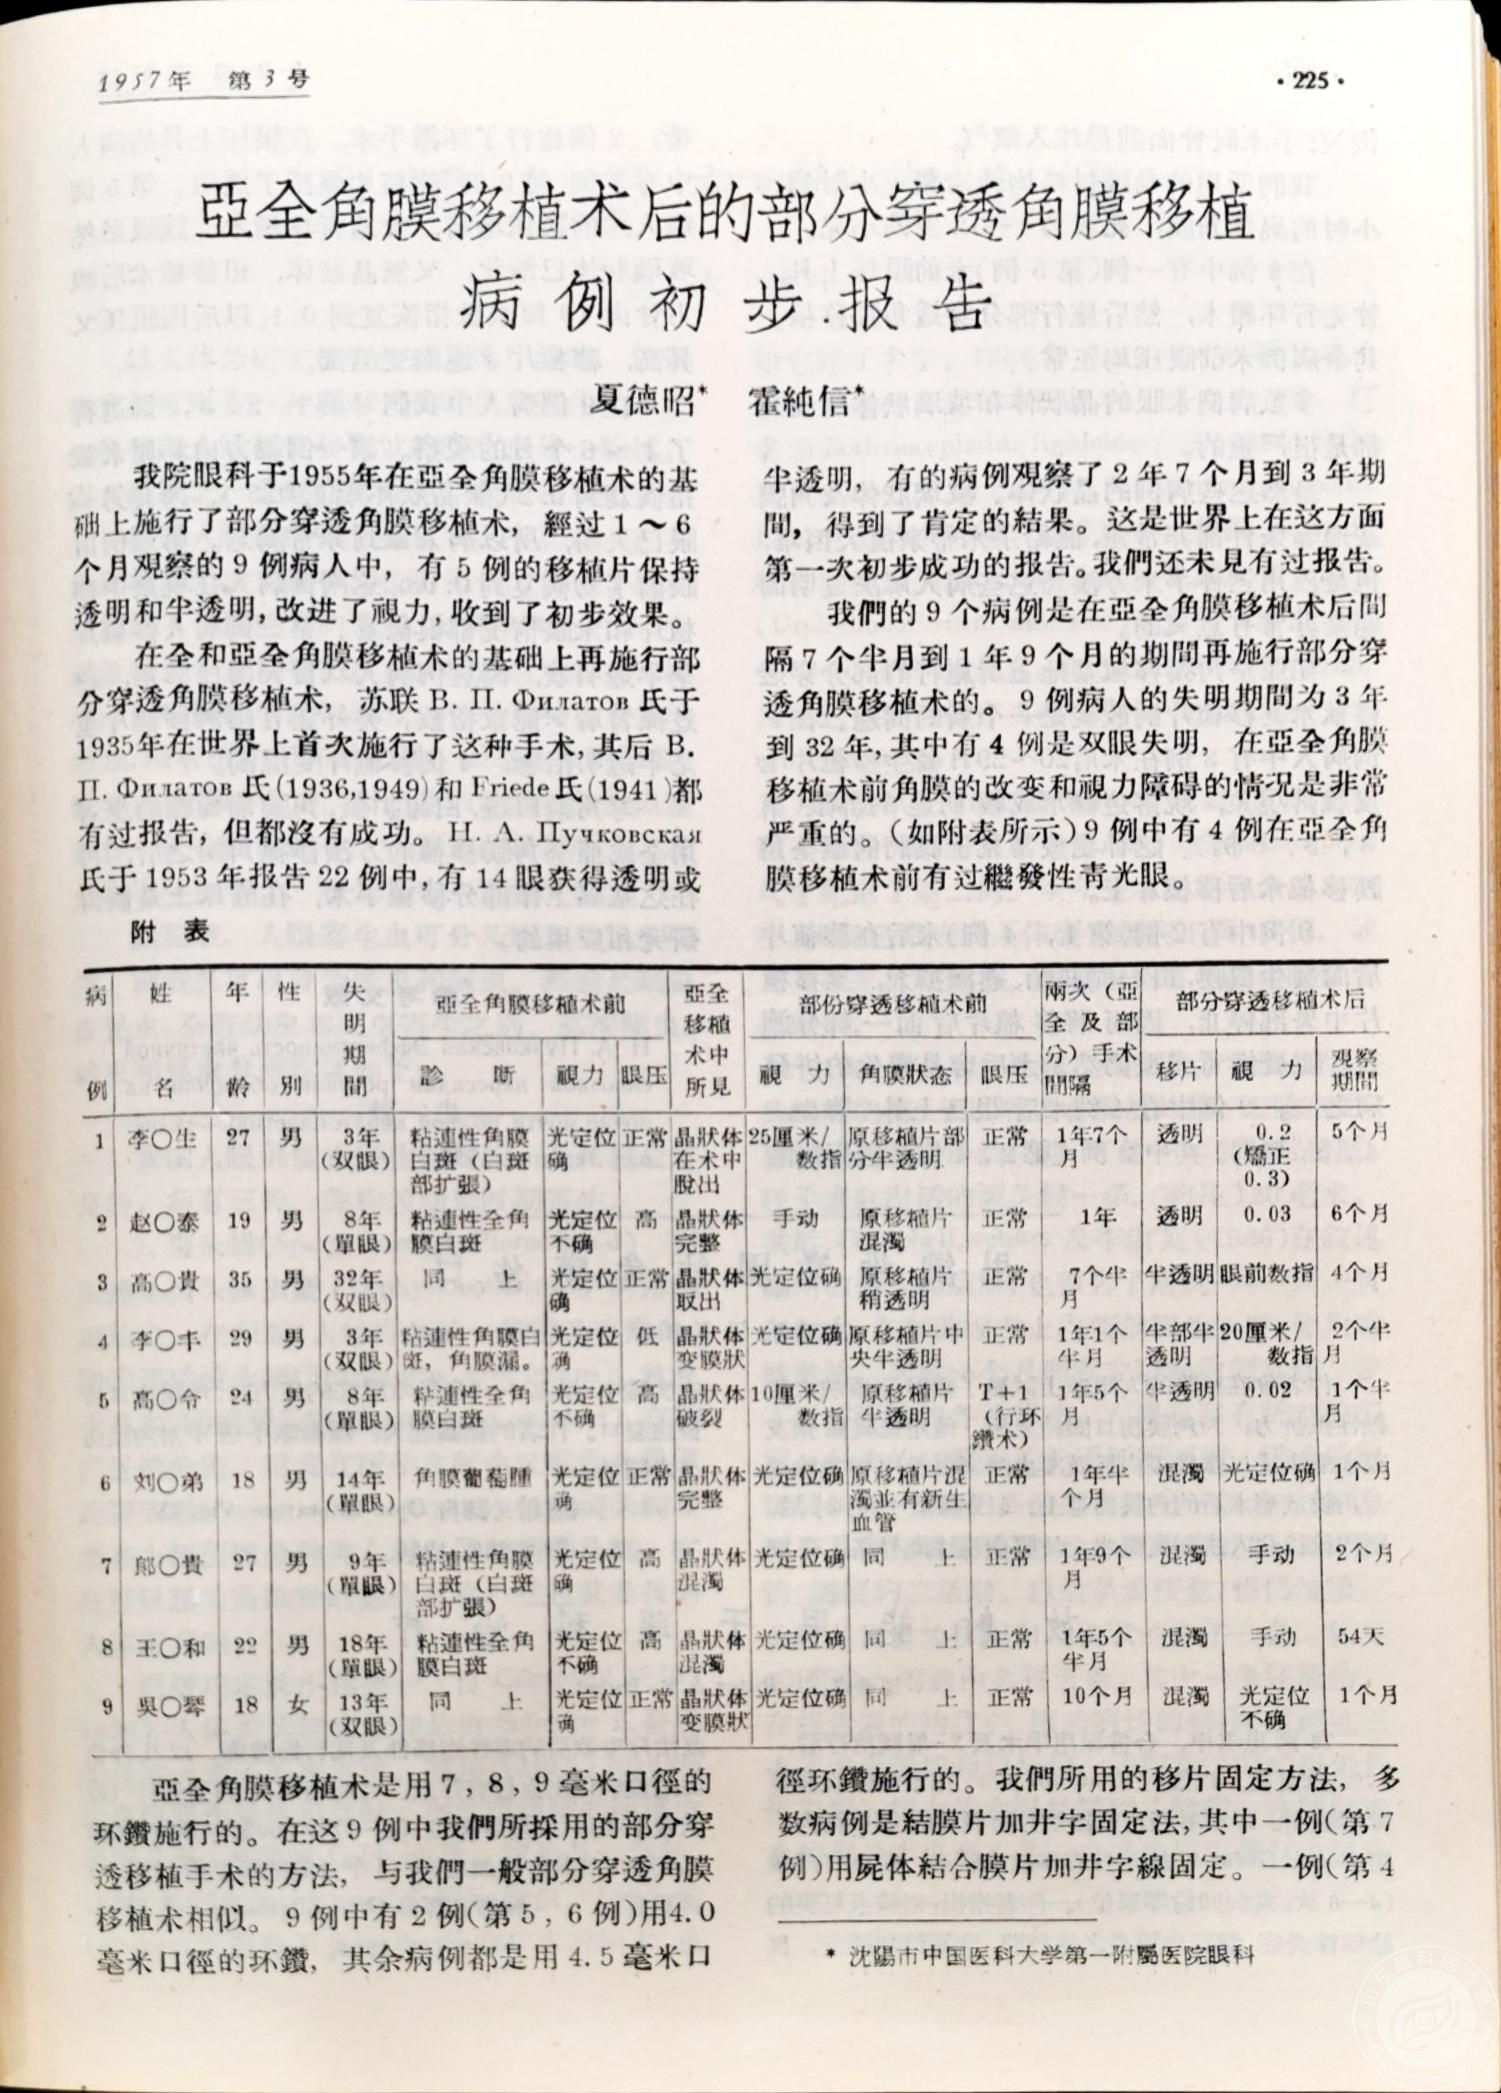 1957年 第3号
·225·
亞全角膜移植术后的部分穿透角膜移植
病例初步报告
夏德昭* 霍純信*
我院眼科于1955年在亞全角膜移植术的基
础上施行了部分穿透角膜移植术，經过1～6
个月观察的9例病人中，有5例的移植片保持
透明和半透明，改进了視力，收到了初步效果。
在全和亞全角膜移植术的基础上再施行部
分穿透角膜移植术，苏联 В. П. Филатов 氏于
1935年在世界上首次施行了这种手术，其后 В.
П. Филатов 氏(1936,1949)和 Friede 氏(1941)都
有过报告，但都沒有成功。Н. А. Пучковская
氏于1953年报告22例中，有14眼获得透明或
半透明，有的病例观察了2年7个月到3年期
間，得到了肯定的結果。这是世界上在这方面
第一次初步成功的报告。我們还未見有过报告。
我們的9个病例是在亞全角膜移植术后間
隔7个半月到1年9个月的期間再施行部分穿
透角膜移植术的。9例病人的失明期間为3年
到32年，其中有4例是双眼失明，在亞全角膜
移植术前角膜的改变和視力障碍的情况是非常
严重的。（如附表所示）9例中有4例在亞全角
膜移植术前有过繼發性青光眼。
附表
病例 姓名 年龄 性別 失明期間 亞全角膜移植术前 亞全移植术中所見 部份穿透移植术前 兩次（亞全及部分）手术間隔 部分穿透移植术后
診断 視力 眼压 視力 角膜狀态 眼压 移片 視力 观察期間
1 李○生 27 男 3年(双眼) 粘連性角膜白斑（白斑部扩張） 光定位确 正常 晶狀体在术中脫出 25厘米/数指 原移植片部分半透明 正常 1年7个月 透明 0.2(矯正0.3) 5个月
2 赵○泰 19 男 8年(單眼) 粘連性全角膜白斑 光定位不确 高 晶狀体完整 手动 原移植片混濁 正常 1年 透明 0.03 6个月
3 高○貴 35 男 32年(双眼) 同上 光定位确 正常 晶狀体取出 光定位确 原移植片稍透明 正常 7个半月 半透明 眼前数指 4个月
4 李○丰 29 男 3年(双眼) 粘連性角膜白斑，角膜漏。 光定位确 低 晶狀体变膜狀 光定位确 原移植片中央半透明 正常 1年1个半月 半部半透明 20厘米/数指 2个半月
5 高○令 24 男 8年(單眼) 粘連性全角膜白斑 光定位不确 高 晶狀体破裂 10厘米/数指 原移植片半透明 T+1（行环鑽术） 1年5个月 半透明 0.02 1个半月
6 刘○弟 18 男 14年(單眼) 角膜葡萄腫 光定位确 正常 晶狀体完整 光定位确 原移植片混濁並有新生血管 正常 1年半个月 混濁 光定位确 1个月
7 鄭○貴 27 男 9年(單眼) 粘連性角膜白斑（白斑部扩張） 光定位确 高 晶狀体混濁 光定位确 同上 正常 1年9个月 混濁 手动 2个月
8 王○和 22 男 18年(單眼) 粘連性全角膜白斑 光定位不确 高 晶狀体混濁 光定位确 同上 正常 1年5个半月 混濁 手动 54天
9 吳○琴 18 女 13年(双眼) 同上 光定位确 正常 晶狀体变膜狀 光定位确 同上 正常 10个月 混濁 光定位不确 1个月
亞全角膜移植术是用7，8，9毫米口徑的
环鑽施行的。在这9例中我們所採用的部分穿
透移植手术的方法，与我們一般部分穿透角膜
移植术相似。9例中有2例(第5，6例)用4.0
毫米口徑的环鑽，其余病例都是用4.5毫米口
徑环鑽施行的。我們所用的移片固定方法，多
数病例是結膜片加井字固定法，其中一例(第7
例)用屍体結合膜片加井字線固定。一例(第4
* 沈陽市中国医科大学第一附屬医院眼科